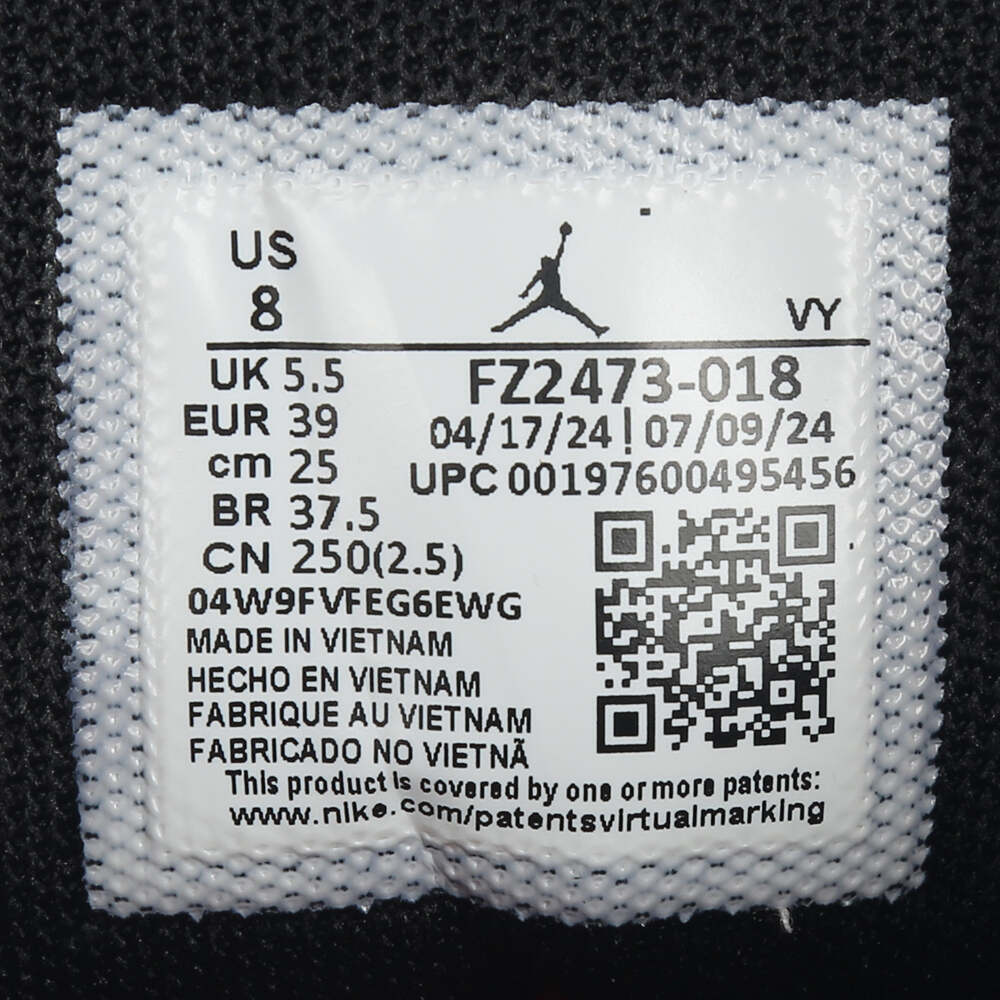 US
8
VY
UK 5.5
EUR 39
cm 25
BR 37.5
CN 250(2.5)
FZ2473-018
04/17/24 | 07/09/24
UPC 00197600495456
04W9FVFEG6EWG
MADE IN VIETNAM
HECHO EN VIETNAM
FABRIQUE AU VIETNAM
FABRICADO NO VIETNÃ
This product is covered by one or more patents:
www.nike.com/patentsvirtualmarking